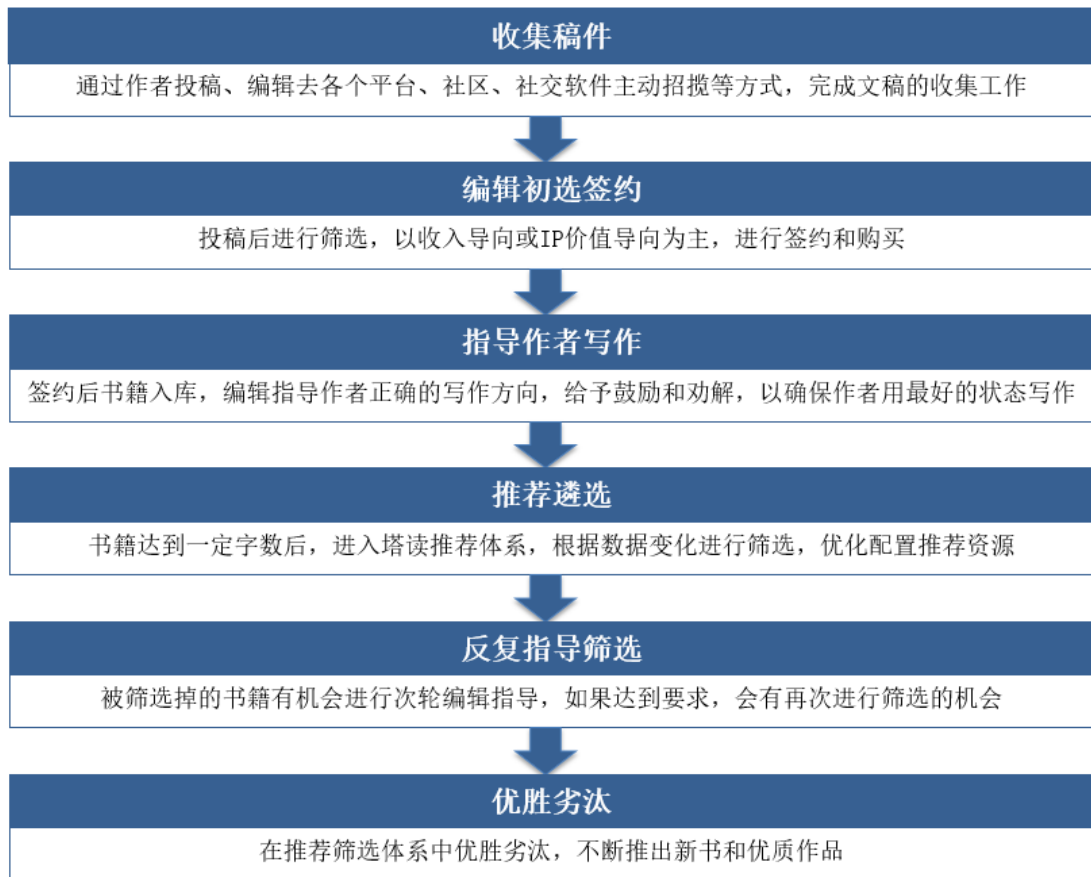 收集稿件
通过作者投稿、编辑去各个平台、社区、社交软件主动招揽等方式，完成文稿的收集工作
编辑初选签约
投稿后进行筛选，以收入导向或IP价值导向为主，进行签约和购买
指导作者写作
签约后书籍入库，编辑指导作者正确的写作方向，给予鼓励和劝解，以确保作者用最好的状态写作
推荐遴选
书籍达到一定字数后，进入塔读推荐体系，根据数据变化进行筛选，优化配置推荐资源
反复指导筛选
被筛选掉的书籍有机会进行次轮编辑指导，如果达到要求，会有再次进行筛选的机会
优胜劣汰
在推荐筛选体系中优胜劣汰，不断推出新书和优质作品